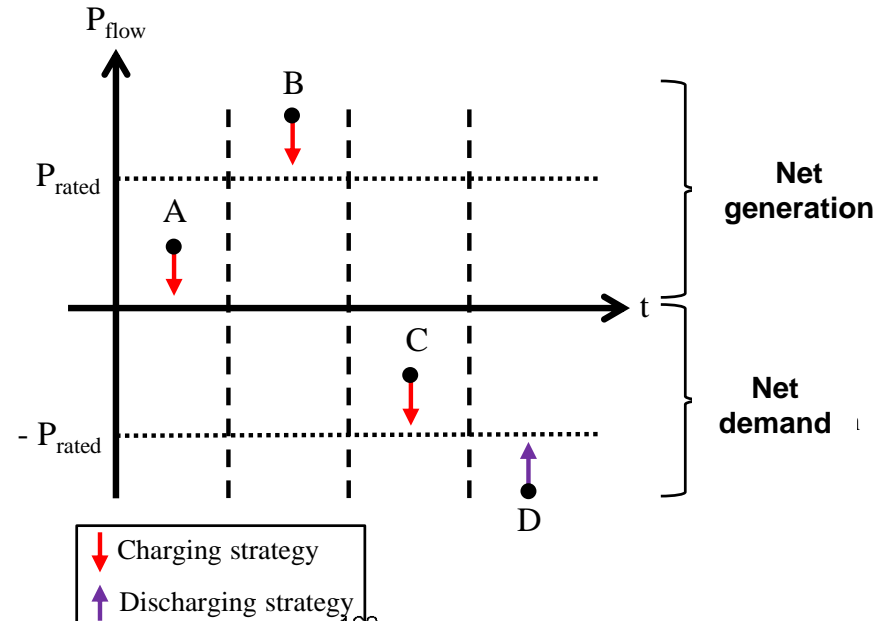 P_flow
B
P_rated
A
Net
generation
t
C
Net
demand
- P_rated
D
Charging strategy
Discharging strategy